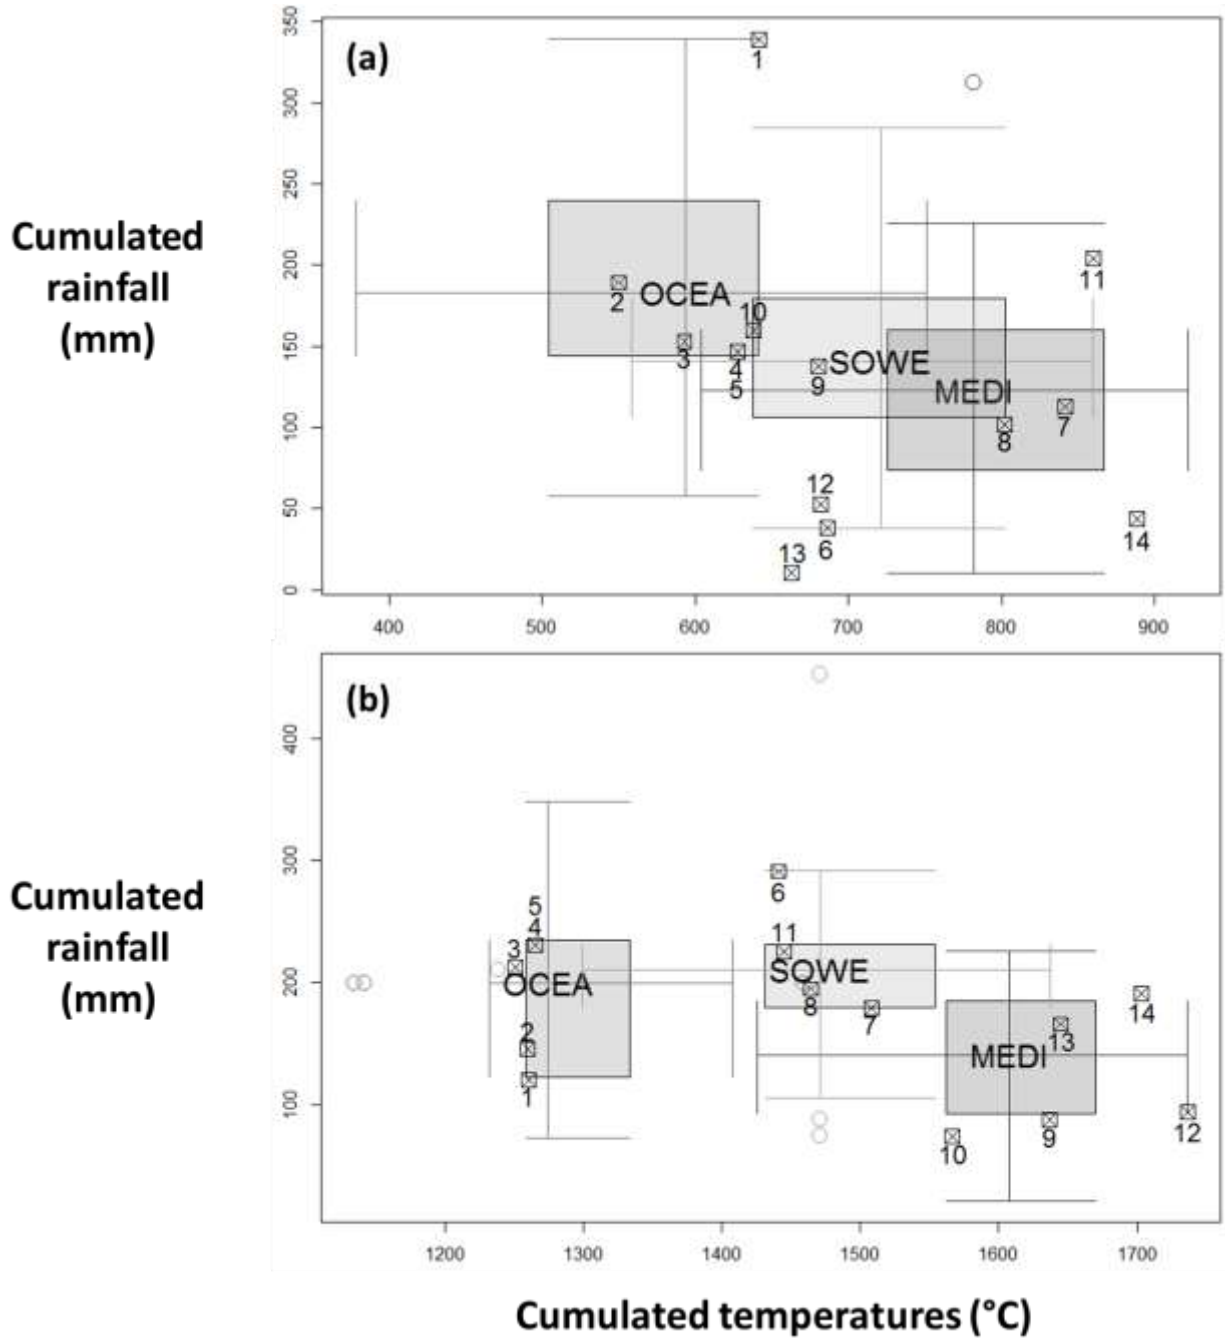 (a)
350
300
250
200
150
100
50
0
Cumulated
rainfall
(mm)
1
2
OCEA
10
11
3
4
5
SOWE
9
MEDI
7
8
12
6
13
14
400 500 600 700 800 900
(b)
400
300
200
100
Cumulated
rainfall
(mm)
5
4
3
OCEA
2
1
6
11
SOWE
8
7
14
13
MEDI
10
9
12
1200 1300 1400 1500 1600 1700
Cumulated temperatures (°C)